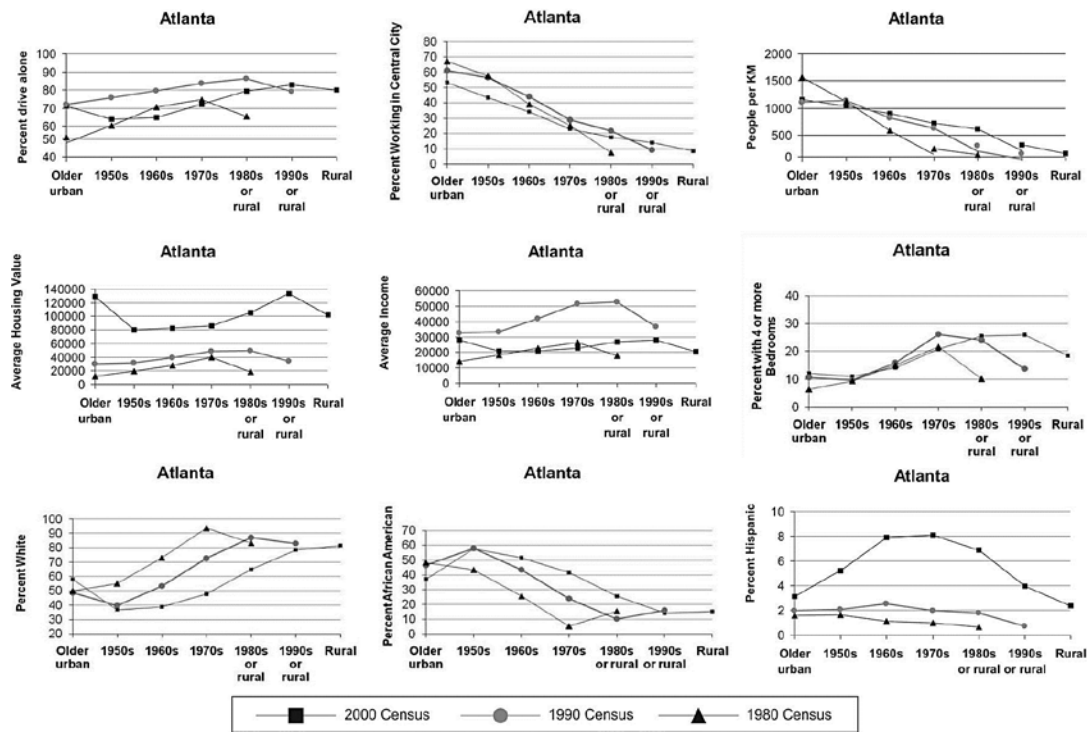 Atlanta
Percent drive alone
100
90
80
70
60
50
40
Older urban 1950s 1960s 1970s 1980s or rural 1990s or rural Rural
Atlanta
Percent Working in Central City
80
70
60
50
40
30
20
10
0
Older urban 1950s 1960s 1970s 1980s or rural 1990s or rural Rural
Atlanta
People per KM
2000
1500
1000
500
0
Older urban 1950s 1960s 1970s 1980s or rural 1990s or rural Rural
Atlanta
Average Housing Value
140000
120000
100000
80000
60000
40000
20000
0
Older urban 1950s 1960s 1970s 1980s or rural 1990s or rural Rural
Atlanta
Average Income
60000
50000
40000
30000
20000
10000
0
Older urban 1950s 1960s 1970s 1980s or rural 1990s or rural Rural
Atlanta
Percent with 4 or more
Bedrooms
40
30
20
10
0
Older urban 1950s 1960s 1970s 1980s or rural 1990s or rural Rural
Atlanta
Percent White
100
90
80
70
60
50
40
30
20
Older urban 1950s 1960s 1970s 1980s or rural 1990s or rural Rural
Atlanta
Percent African American
70
60
50
40
30
20
10
0
Older urban 1950s 1960s 1970s 1980s or rural 1990s or rural Rural
Atlanta
Percent Hispanic
10
8
6
4
2
0
Older urban 1950s 1960s 1970s 1980s or rural 1990s or rural Rural
2000 Census 1990 Census 1980 Census